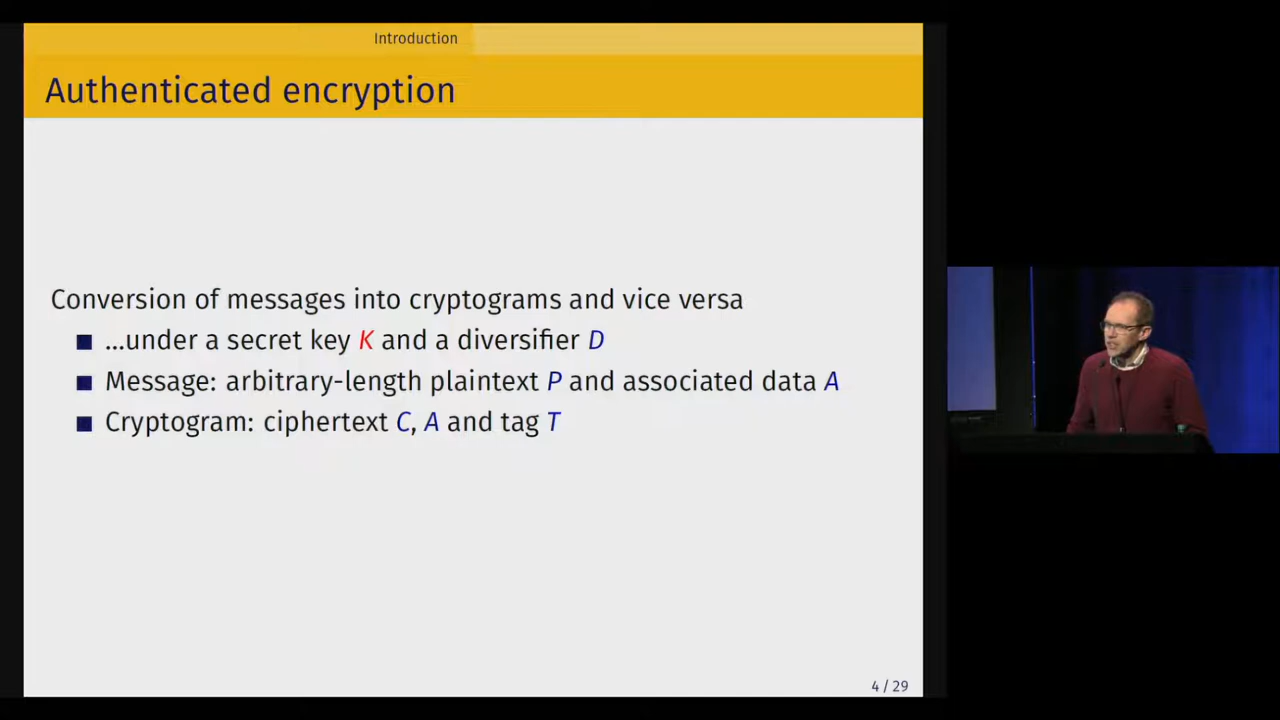 Introduction
Authenticated encryption
Conversion of messages into cryptograms and vice versa
...under a secret key K and a diversifier D
Message: arbitrary-length plaintext P and associated data A
Cryptogram: ciphertext C, A and tag T
4 / 29